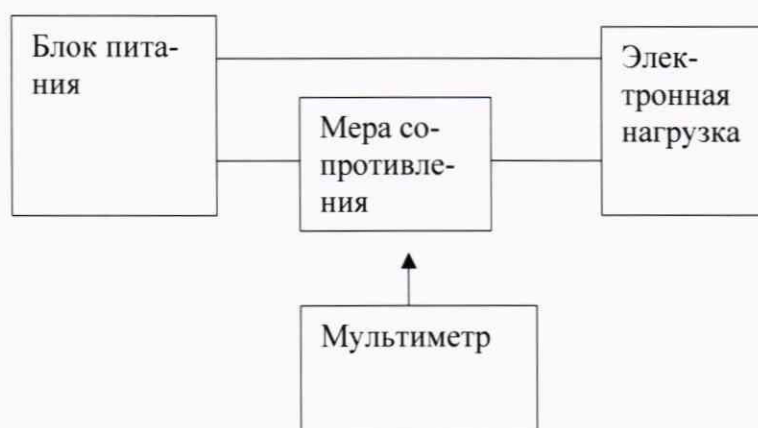 Блок пита-
ния
Элек-
тронная
нагрузка
Мера со-
противле-
ния
Мультиметр